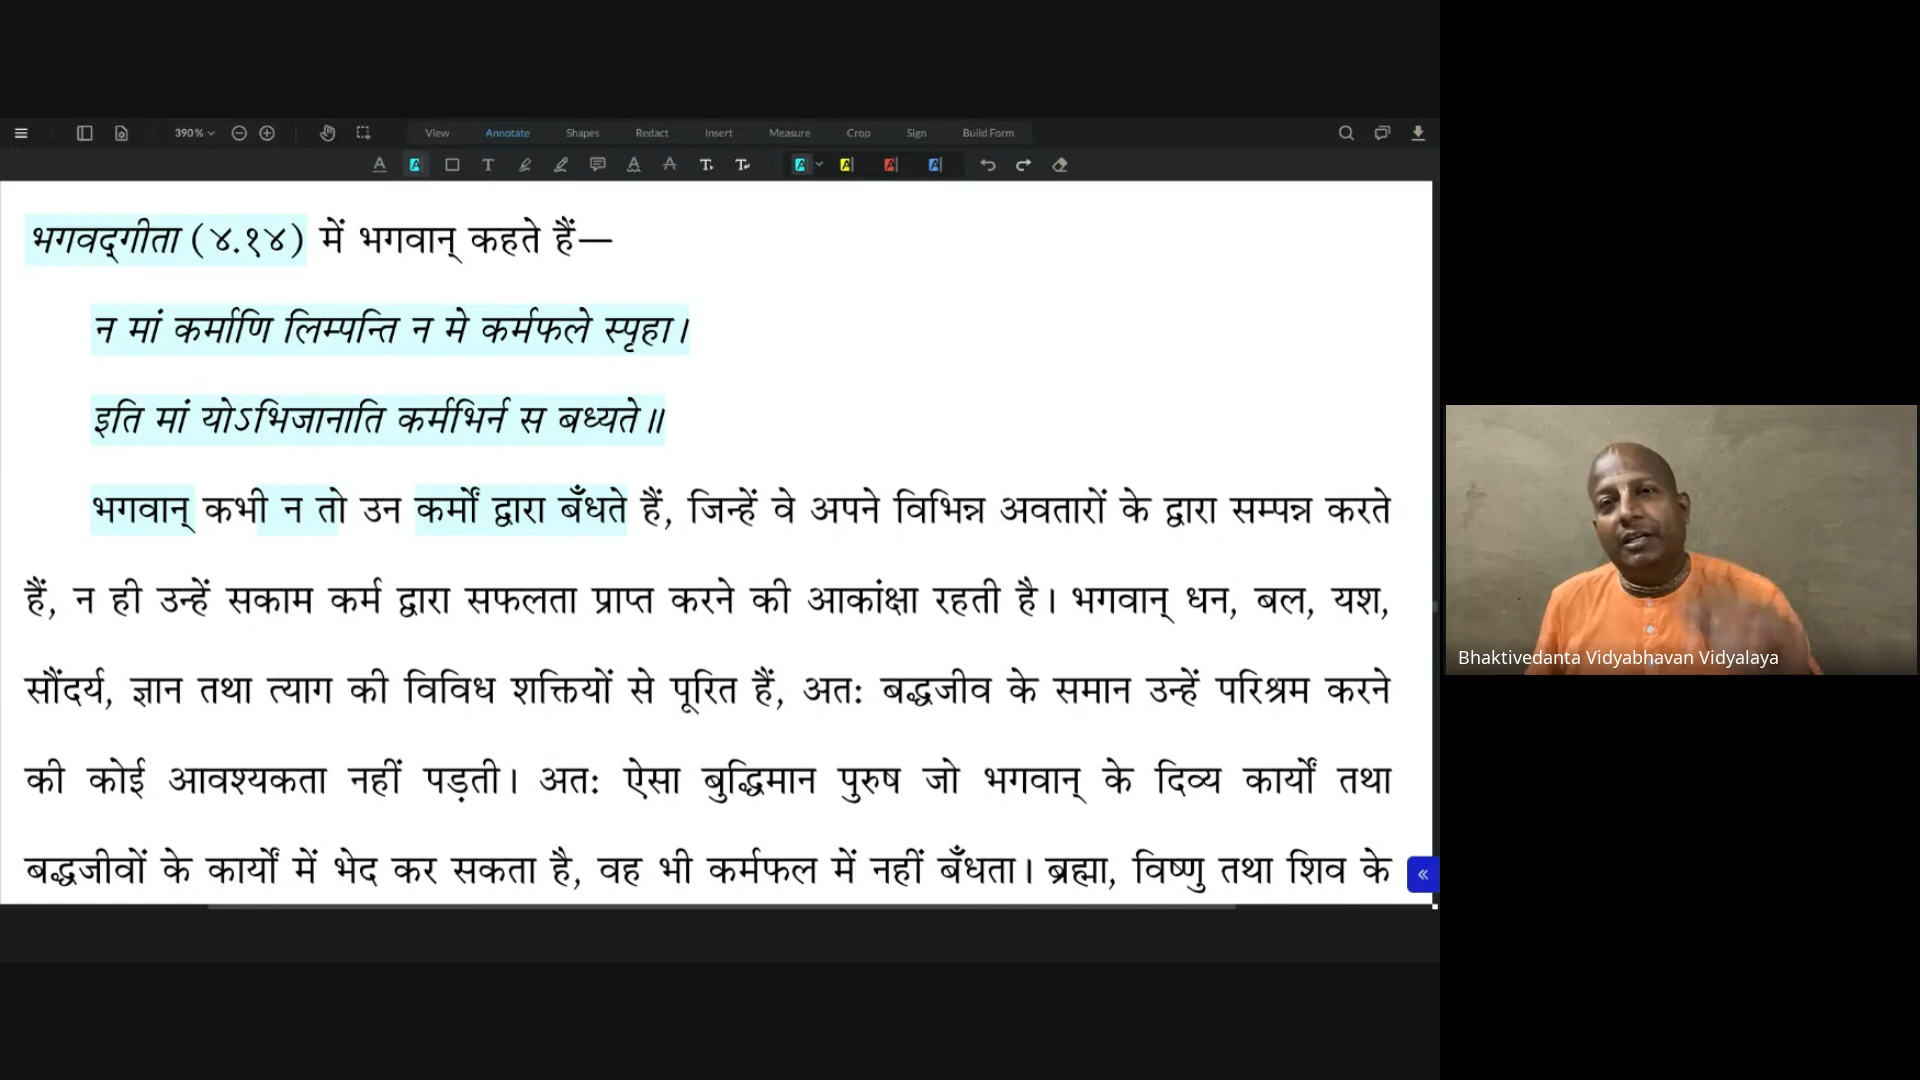 390%
View Annotate Shapes Redact Insert Measure Crop Sign Build Form
भगवद्‌गीता (४.१४) में भगवान् कहते हैं—
न मां कर्माणि लिम्पन्ति न मे कर्मफले स्पृहा।
इति मां योऽभिजानाति कर्मभिर्न स बध्यते॥
भगवान् कभी न तो उन कर्मों द्वारा बँधते हैं, जिन्हें वे अपने विभिन्न अवतारों के द्वारा सम्पन्न करते
हैं, न ही उन्हें सकाम कर्म द्वारा सफलता प्राप्त करने की आकांक्षा रहती है। भगवान् धन, बल, यश,
सौंदर्य, ज्ञान तथा त्याग की विविध शक्तियों से पूरित हैं, अतः बद्धजीव के समान उन्हें परिश्रम करने
की कोई आवश्यकता नहीं पड़ती। अतः ऐसा बुद्धिमान पुरुष जो भगवान् के दिव्य कार्यों तथा
बद्धजीवों के कार्यों में भेद कर सकता है, वह भी कर्मफल में नहीं बँधता। ब्रह्मा, विष्णु तथा शिव के
Bhaktivedanta Vidyabhavan Vidyalaya